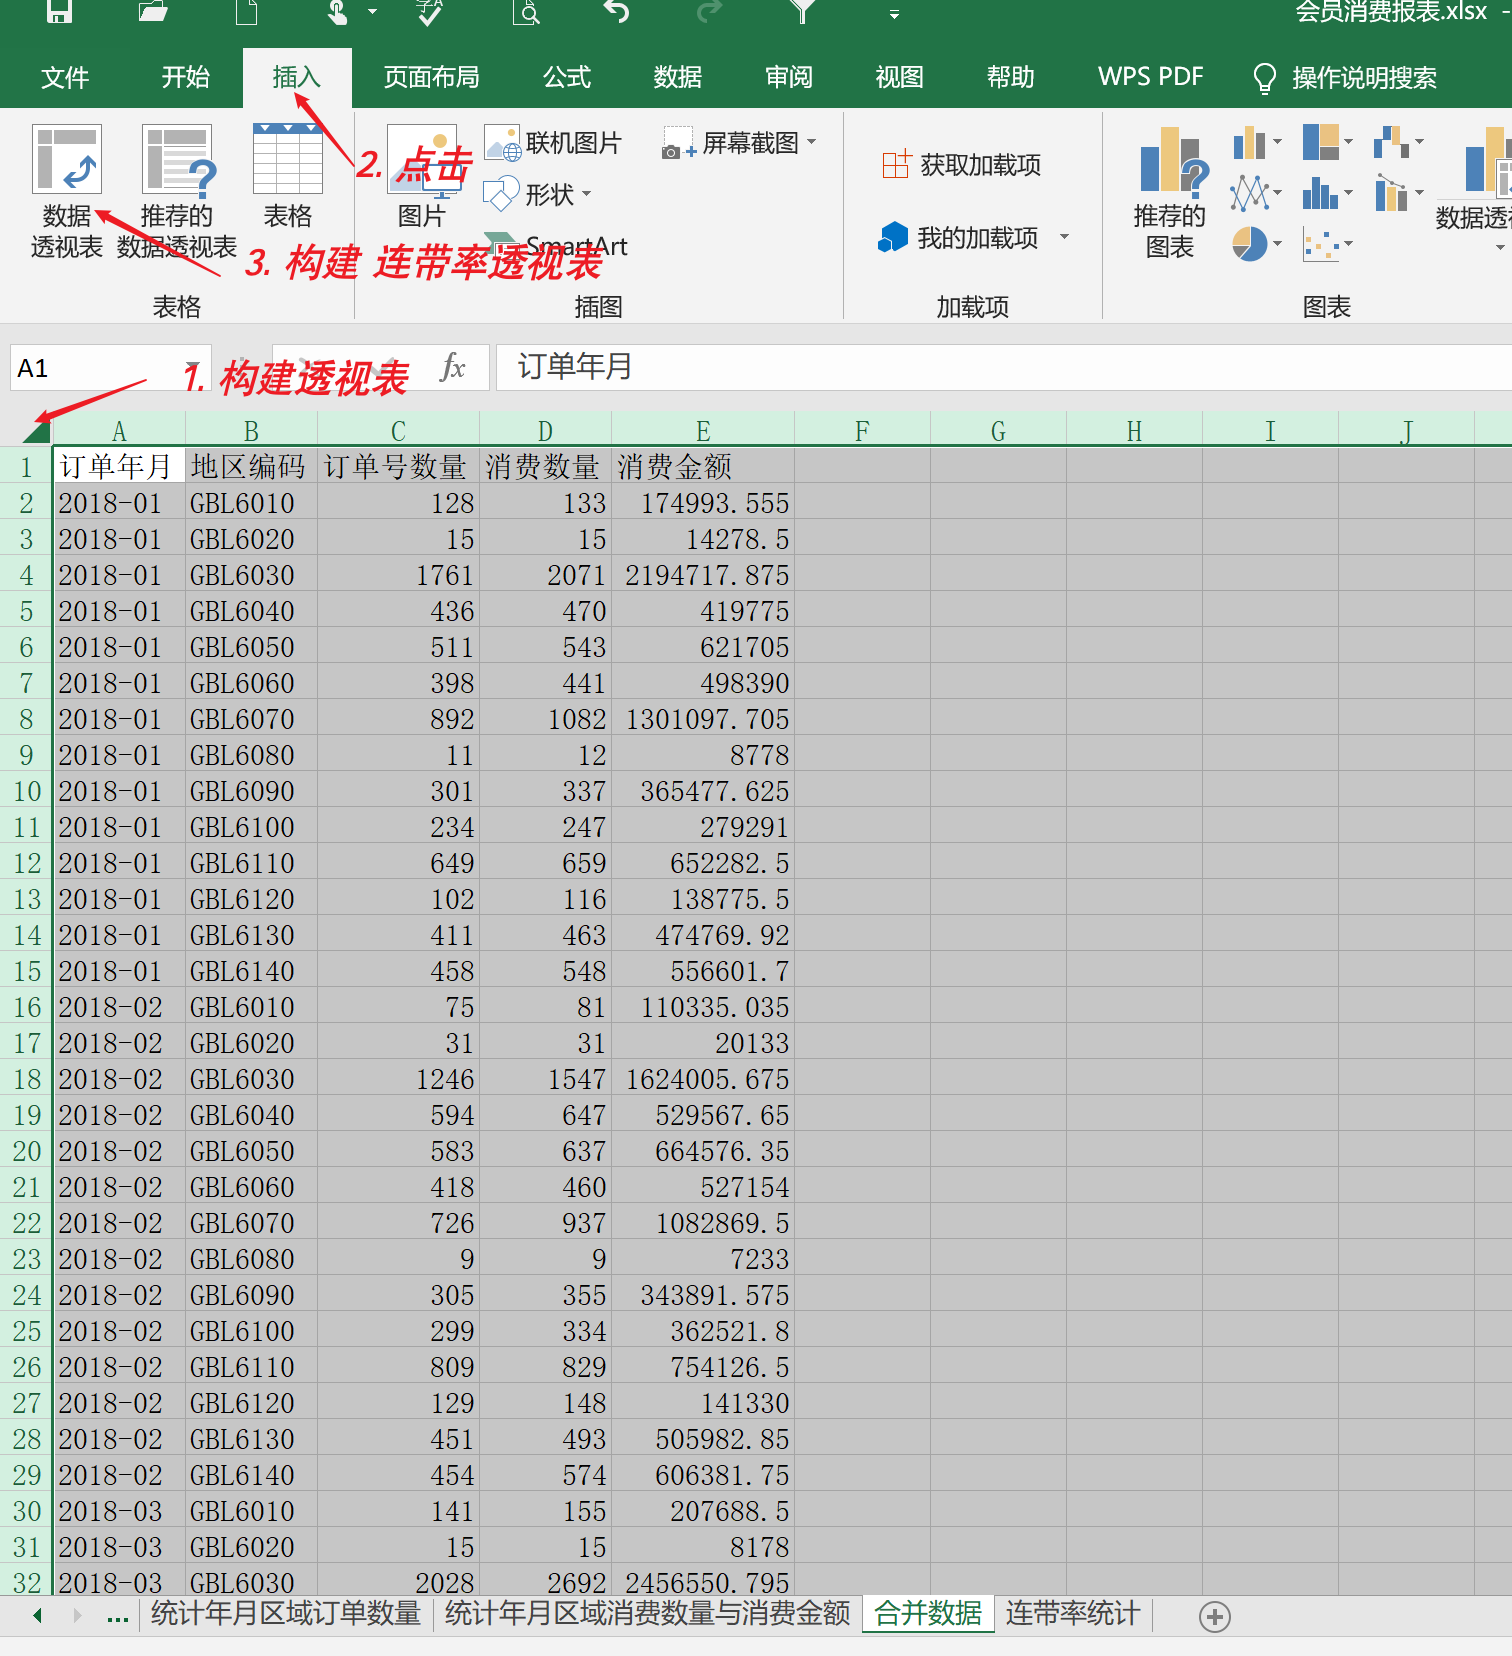 会员消费报表.xlsx -
文件 开始 插入 页面布局 公式 数据 审阅 视图 帮助 WPS PDF 操作说明搜索
数据
透视表
推荐的
数据透视表
表格
表格
2. 点击
3. 构建 连带率透视表
图片
联机图片
形状
SmartArt
屏幕截图
插图
获取加载项
我的加载项
加载项
推荐的
图表
图表
A1
1. 构建透视表
fx
订单年月
A B C D E F G H I J
1 订单年月 地区编码 订单号数量 消费数量 消费金额
2 2018-01 GBL6010 128 133 174993.555
3 2018-01 GBL6020 15 15 14278.5
4 2018-01 GBL6030 1761 2071 2194717.875
5 2018-01 GBL6040 436 470 419775
6 2018-01 GBL6050 511 543 621705
7 2018-01 GBL6060 398 441 498390
8 2018-01 GBL6070 892 1082 1301097.705
9 2018-01 GBL6080 11 12 8778
10 2018-01 GBL6090 301 337 365477.625
11 2018-01 GBL6100 234 247 279291
12 2018-01 GBL6110 649 659 652282.5
13 2018-01 GBL6120 102 116 138775.5
14 2018-01 GBL6130 411 463 474769.92
15 2018-01 GBL6140 458 548 556601.7
16 2018-02 GBL6010 75 81 110335.035
17 2018-02 GBL6020 31 31 20133
18 2018-02 GBL6030 1246 1547 1624005.675
19 2018-02 GBL6040 594 647 529567.65
20 2018-02 GBL6050 583 637 664576.35
21 2018-02 GBL6060 418 460 527154
22 2018-02 GBL6070 726 937 1082869.5
23 2018-02 GBL6080 9 9 7233
24 2018-02 GBL6090 305 355 343891.575
25 2018-02 GBL6100 299 334 362521.8
26 2018-02 GBL6110 809 829 754126.5
27 2018-02 GBL6120 129 148 141330
28 2018-02 GBL6130 451 493 505982.85
29 2018-02 GBL6140 454 574 606381.75
30 2018-03 GBL6010 141 155 207688.5
31 2018-03 GBL6020 15 15 8178
32 2018-03 GBL6030 2028 2692 2456550.795
... 统计年月区域订单数量 统计年月区域消费数量与消费金额 合并数据 连带率统计